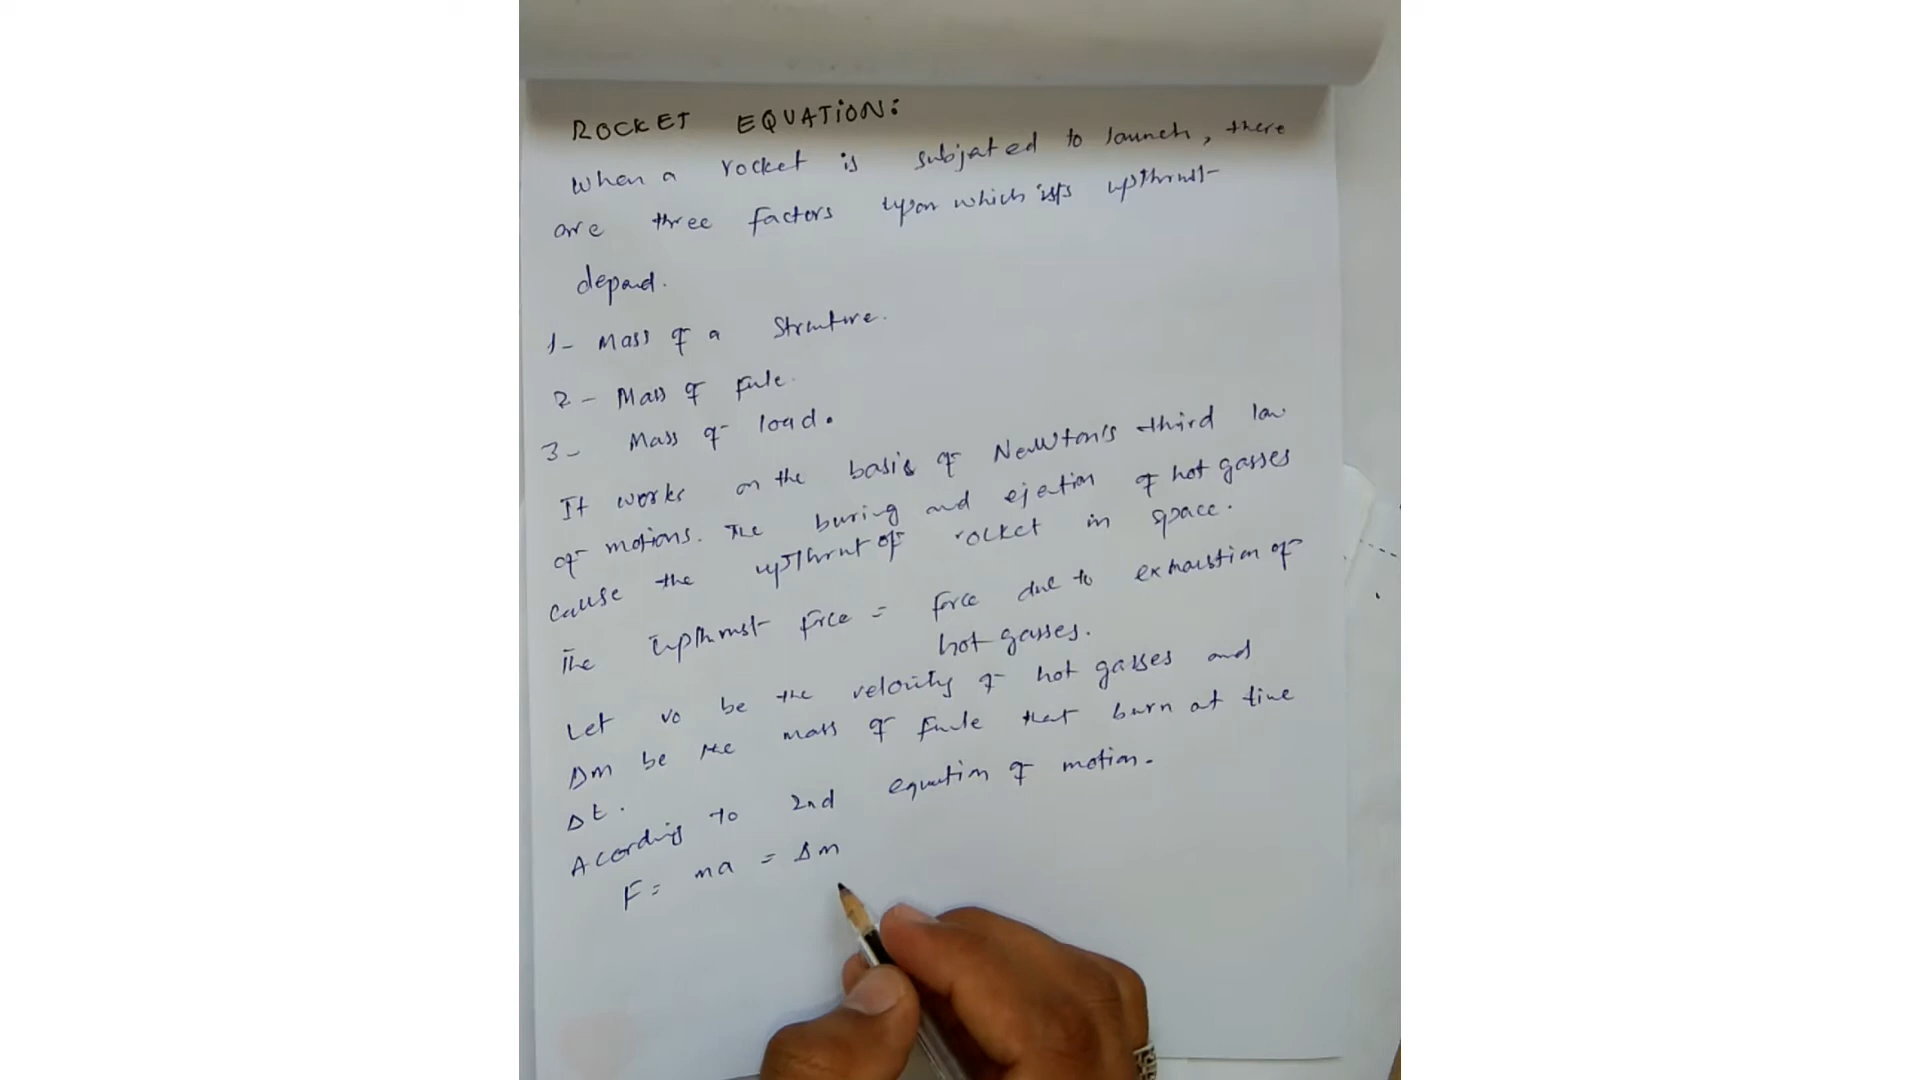 ROCKET EQUATION:
When a rocket is subjected to launch, there
are three factors upon which its upthrust
depend.
1- Mass of a Structure.
2- Mass of Fule.
3- Mass of load.
It works on the basis of Newton's third law
of motions. The buring and ejection of hot gasses
cause the upthrut of rocket in space.
The upthrust force = force due to exhaustion of
hot gasses.
Let vo be the velocity of hot gasses and
Δm be the mass of fule that burn at time
Δt.
Acording to 2nd equation of motion.
F = ma = Δm